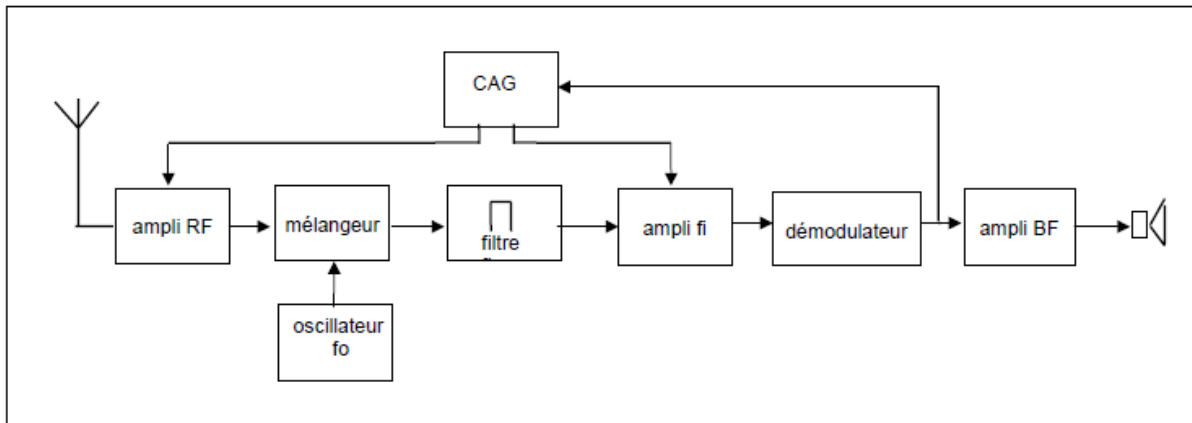 CAG
ampli RF
mélangeur
filtre
ampli fi
démodulateur
ampli BF
oscillateur
fo